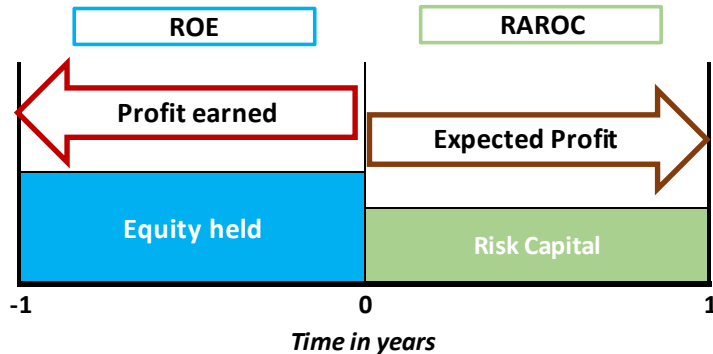 ROE
RAROC
Profit earned
Expected Profit
Equity held
Risk Capital
-1
0
1
Time in years